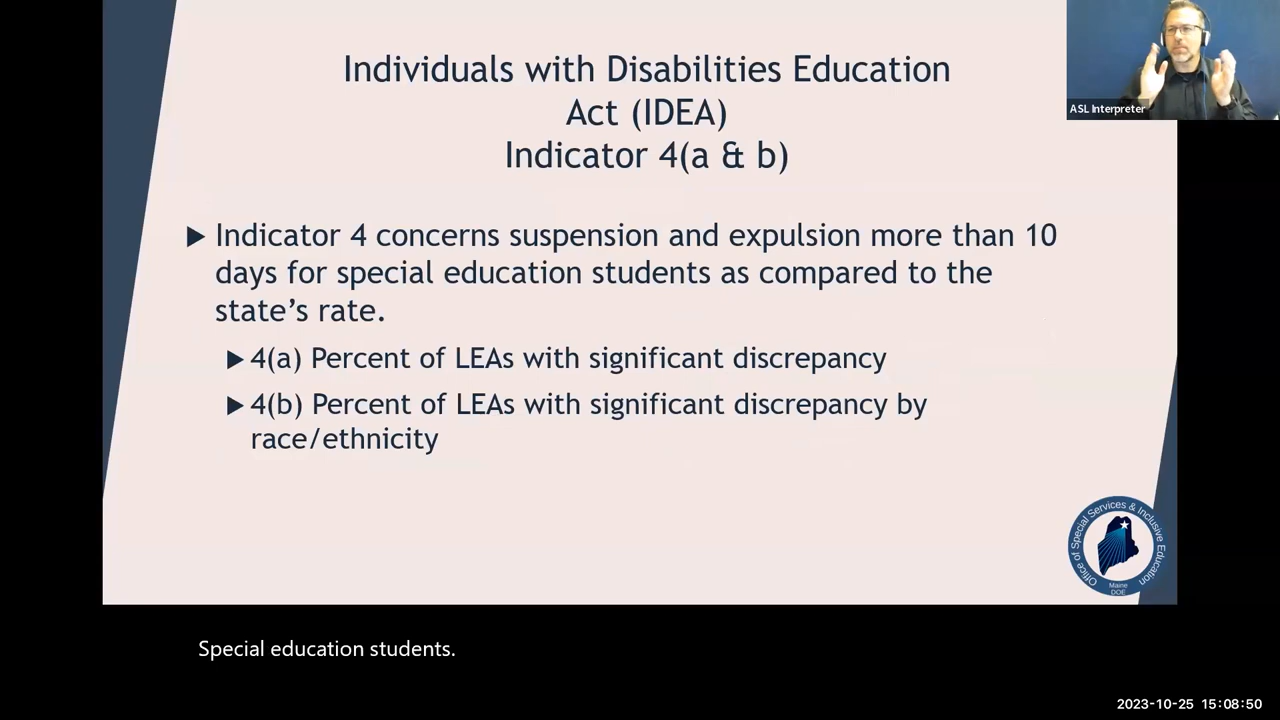 Individuals with Disabilities Education
Act (IDEA)
Indicator 4(a & b)
ASL Interpreter
Indicator 4 concerns suspension and expulsion more than 10
days for special education students as compared to the
state’s rate.
4(a) Percent of LEAs with significant discrepancy
4(b) Percent of LEAs with significant discrepancy by
race/ethnicity
Office of Special Services & Inclusive Education
Maine
DOE
Special education students.
2023-10-25 15:08:50